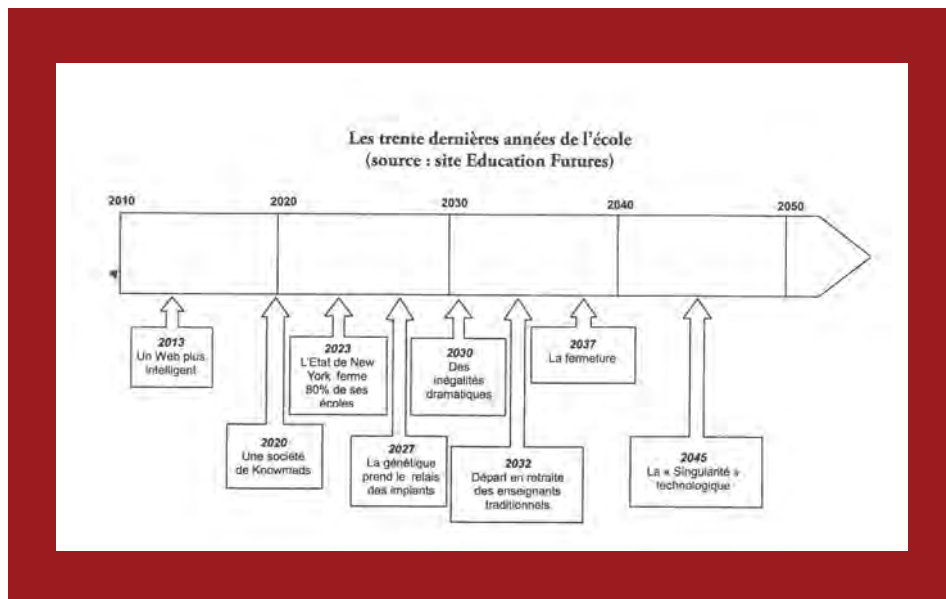 Les trente dernières années de l'école
(source : site Education Futures)
2010 2020 2030 2040 2050
2013
Un Web plus
intelligent
2020
Une société
de Knowmads
2023
L'Etat de New
York ferme
80% de ses
écoles
2027
La génétique
prend le relais
des implants
2030
Des
inégalités
dramatiques
2032
Départ en retraite
des enseignants
traditionnels
2037
La fermeture
2045
La « Singularité »
technologique